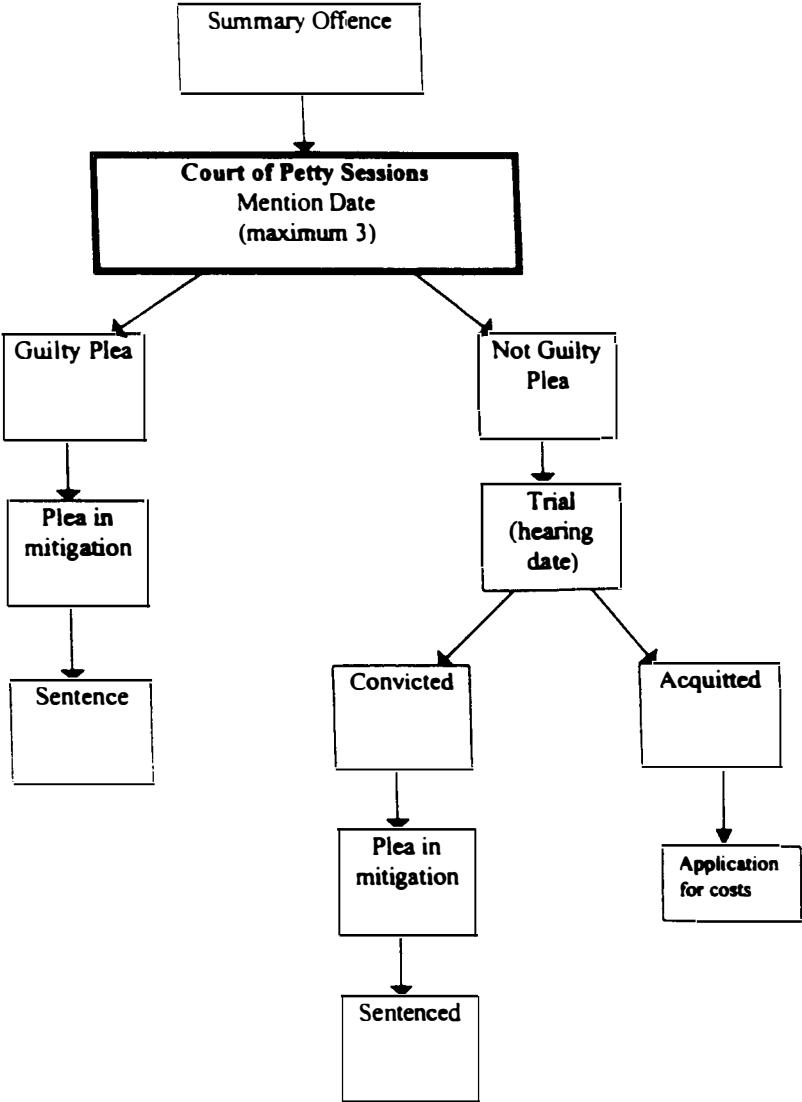 Summary Offence
Court of Petty Sessions
Mention Date
(maximum 3)
Guilty Plea
Not Guilty
Plea
Plea in
mitigation
Trial
(hearing
date)
Sentence
Convicted
Acquitted
Plea in
mitigation
Application
for costs
Sentenced